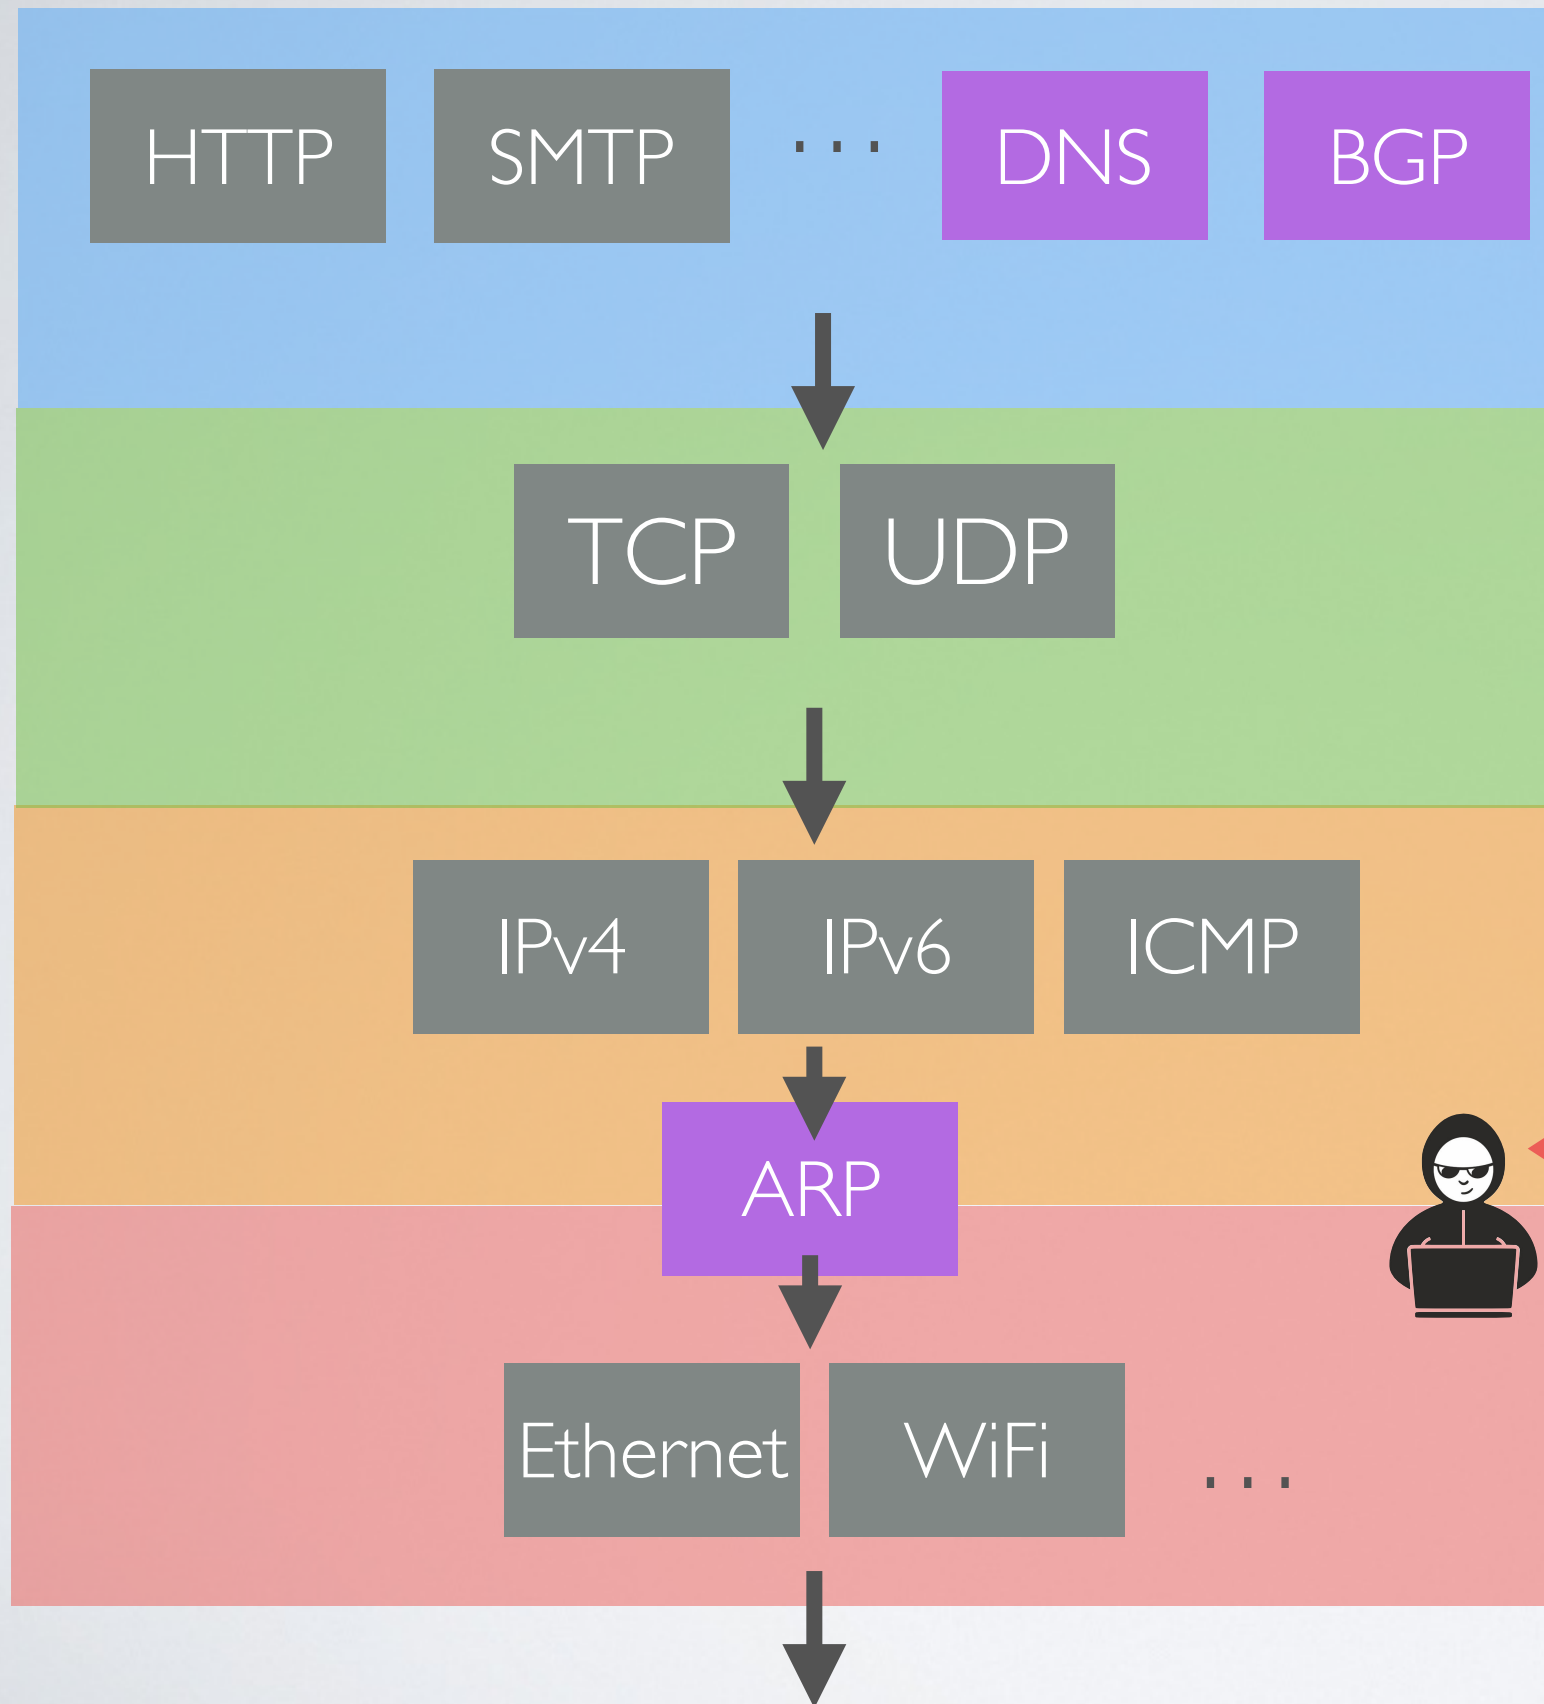 HTTP SMTP ... DNS BGP
TCP UDP
IPv4 IPv6 ICMP
ARP
Ethernet WiFi ...